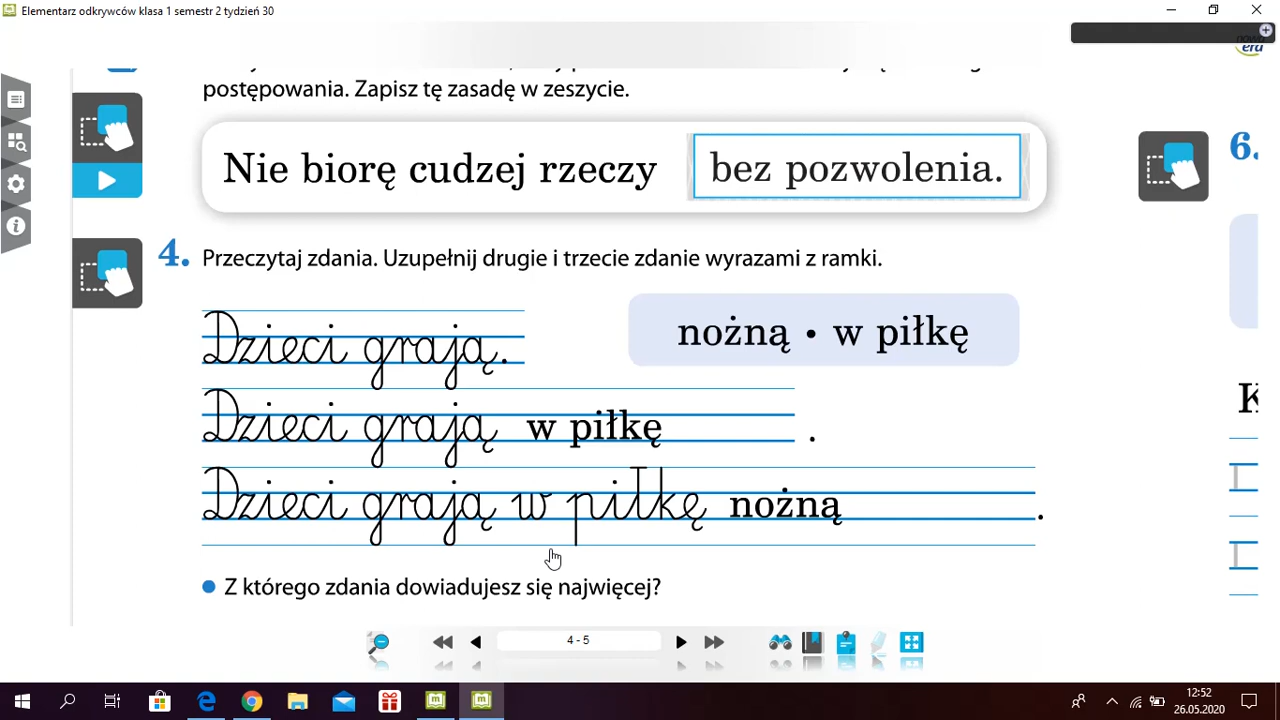 Elementarz odkrywców klasa 1 semestr 2 tydzień 30
nowa
era
postępowania. Zapisz tę zasadę w zeszycie.
Nie biorę cudzej rzeczy bez pozwolenia.
6.
4. Przeczytaj zdania. Uzupełnij drugie i trzecie zdanie wyrazami z ramki.
Dzieci grają.
nożną • w piłkę
K
Dzieci grają w piłkę .
Dzieci grają w piłkę nożną .
Z którego zdania dowiadujesz się najwięcej?
4 - 5
12:52
26.05.2020